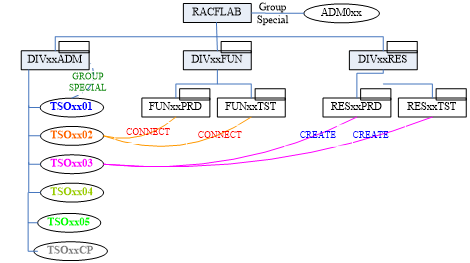 RACFLAB
Group
Special
ADM0xx
DIVxxADM
DIVxxFUN
DIVxxRES
GROUP
SPEZIAL
TSOxx01
FUNxxPRD
FUNxxTST
RESxxPRD
RESxxTST
TSOxx02
CONNECT
CONNECT
CREATE
CREATE
TSOxx03
TSOxx04
TSOxx05
TSOxxCP